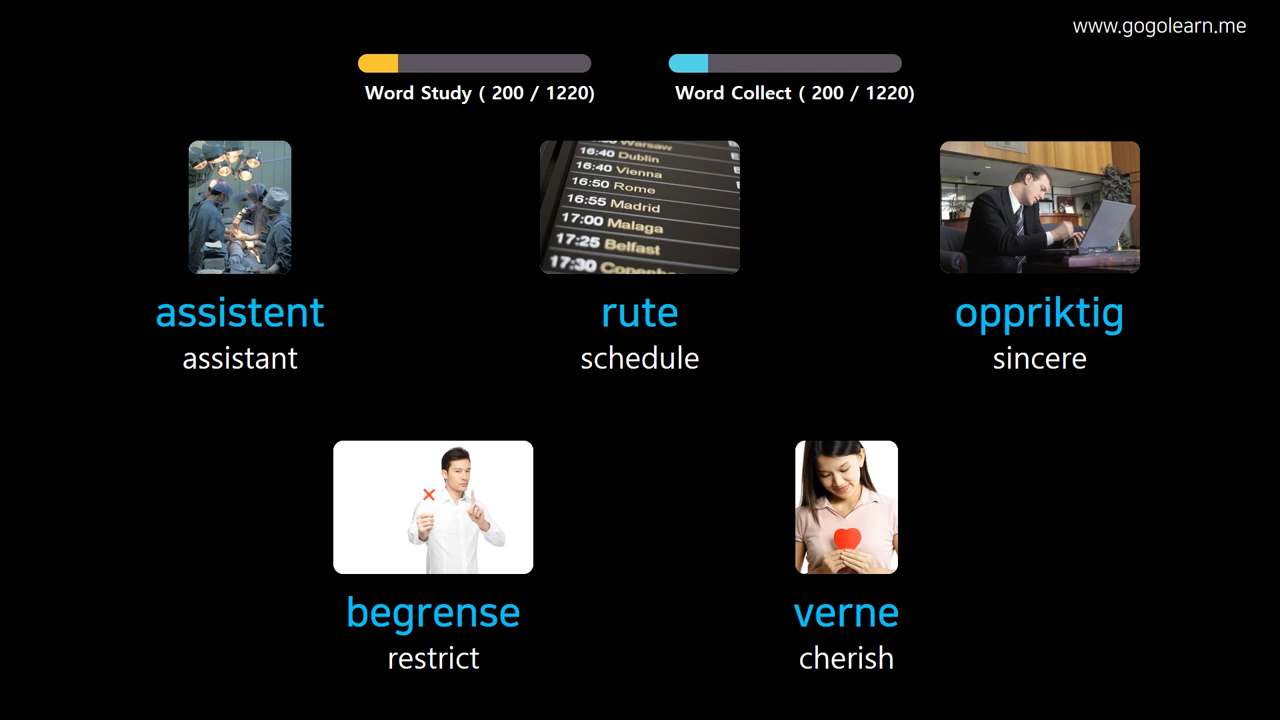 www.gogolearn.me
Word Study ( 200 / 1220)
Word Collect ( 200 / 1220)
Warsaw
16:40 Dublin
16:40 Vienna
16:50 Rome
16:55 Madrid
17:00 Malaga
17:25 Belfast
17:30
assistent
rute
oppriktig
assistant
schedule
sincere
begrense
verne
restrict
cherish